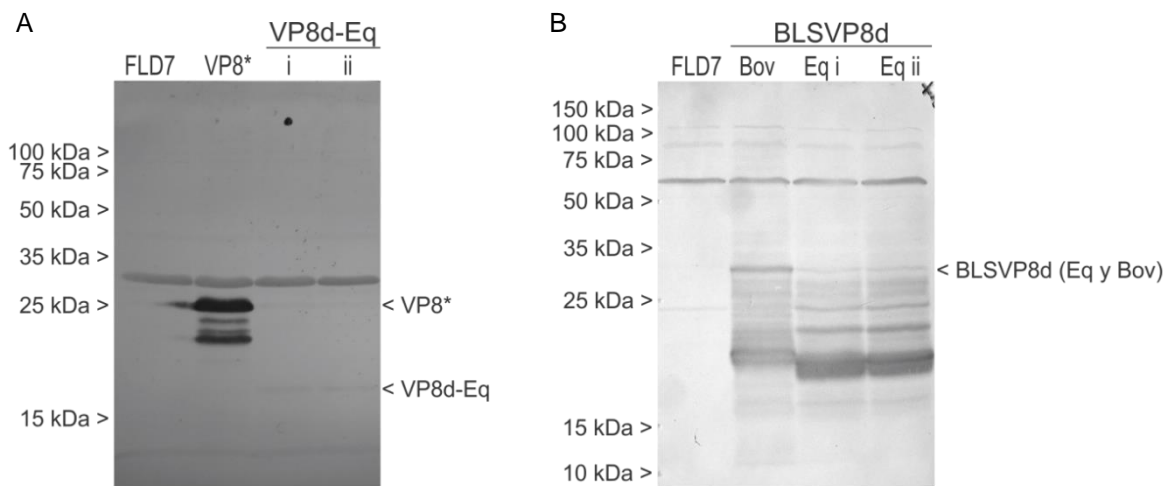 A
VP8d-Eq
FLD7 VP8* i ii
100 kDa >
75 kDa >
50 kDa >
35 kDa >
25 kDa >
15 kDa >
< VP8*
< VP8d-Eq
B
BLSVP8d
FLD7 Bov Eq i Eq ii
150 kDa >
100 kDa >
75 kDa >
50 kDa >
35 kDa >
25 kDa >
15 kDa >
10 kDa >
< BLSVP8d (Eq y Bov)